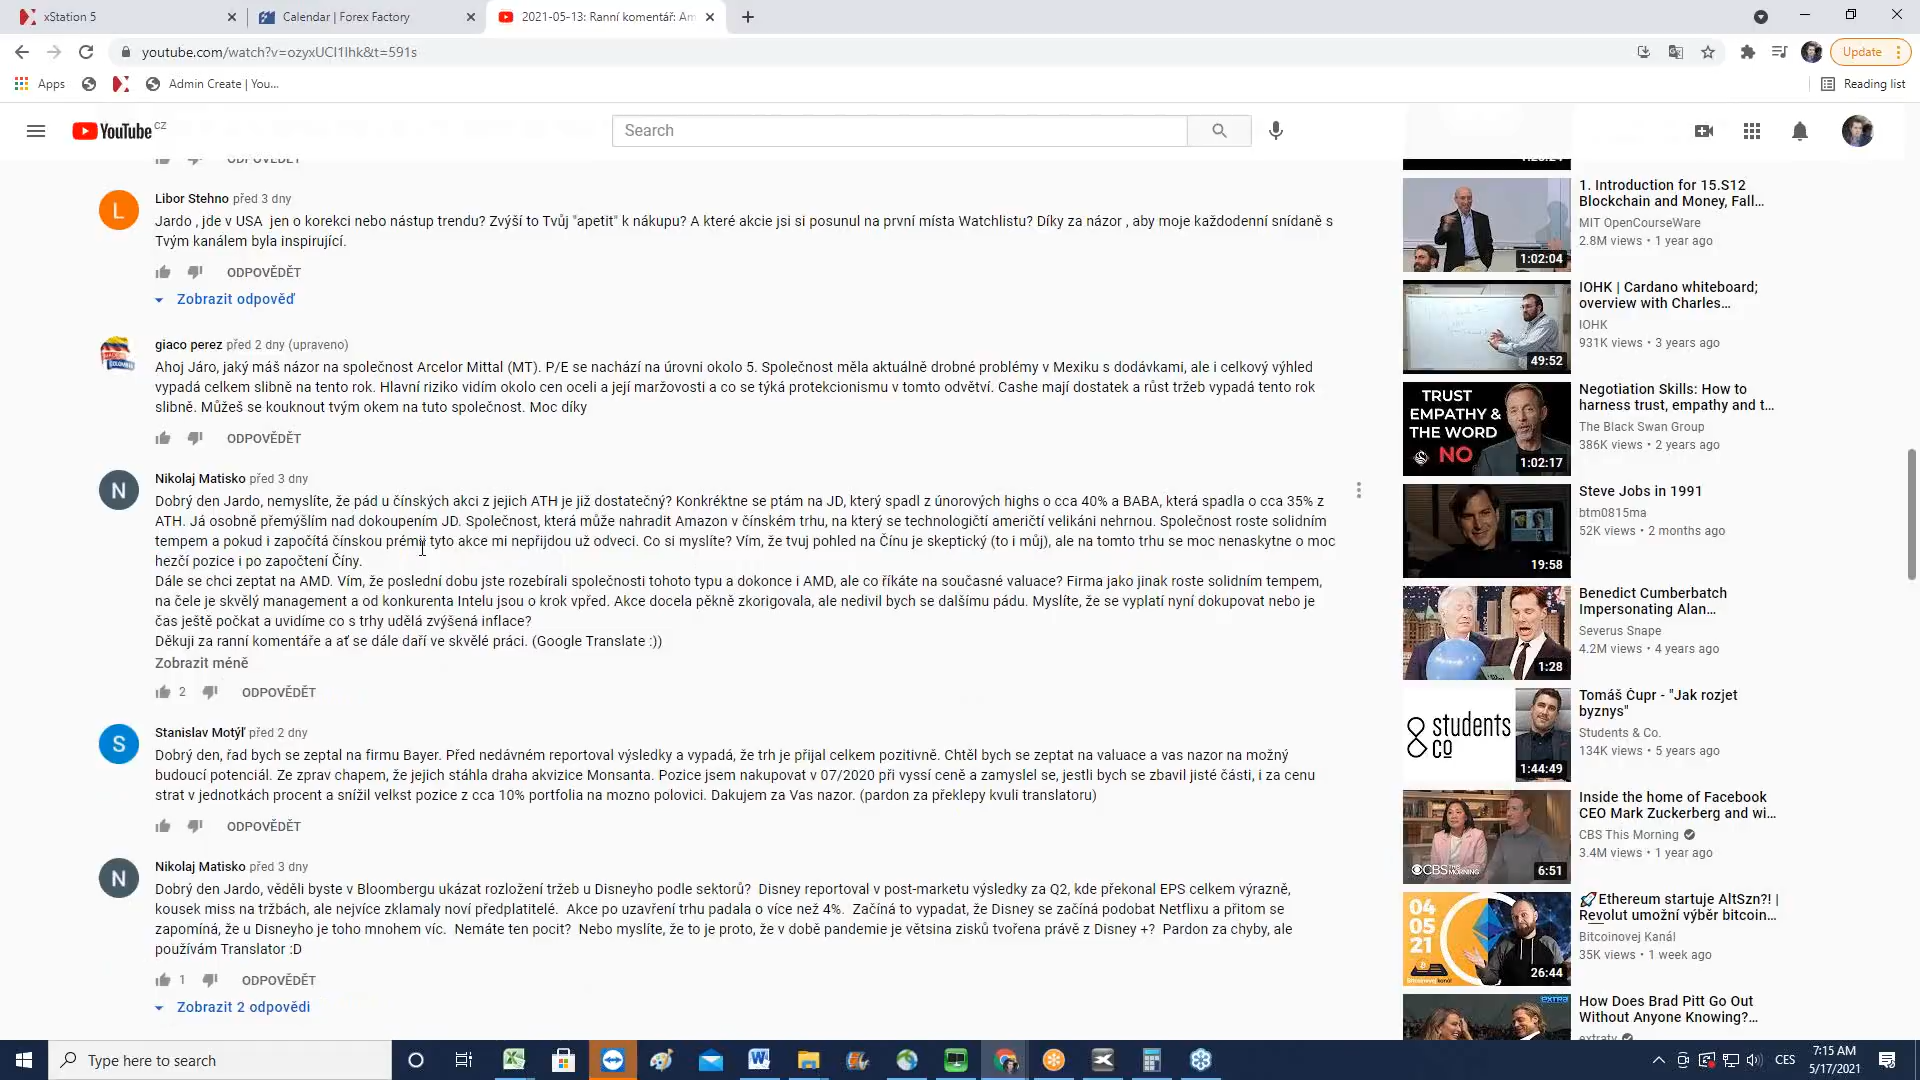 xStation 5
Calendar | Forex Factory
2021-05-13: Ranní komentář: Am
youtube.com/watch?v=ozyxUCI1lhk&t=591s
Update
Apps
Admin Create | You...
Reading list
YouTube CZ
Search
ODPOVĚDĚT
Libor Stehno před 3 dny
Jardo , jde v USA jen o korekci nebo nástup trendu? Zvýší to Tvůj "apetit" k nákupu? A které akcie jsi si posunul na první místa Watchlistu? Díky za názor , aby moje každodenní snídaně s
Tvým kanálem byla inspirující.
ODPOVĚDĚT
Zobrazit odpověď
giaco perez před 2 dny (upraveno)
Ahoj Járo, jaký máš názor na společnost Arcelor Mittal (MT). P/E se nachází na úrovni okolo 5. Společnost měla aktuálně drobné problémy v Mexiku s dodávkami, ale i celkový výhled
vypadá celkem slibně na tento rok. Hlavní riziko vidím okolo cen oceli a její maržovosti a co se týká protekcionismu v tomto odvětví. Cashe mají dostatek a růst tržeb vypadá tento rok
slibně. Můžeš se kouknout tvým okem na tuto společnost. Moc díky
ODPOVĚDĚT
N
Nikolaj Matisko před 3 dny
Dobrý den Jardo, nemyslíte, že pád u čínských akci z jejich ATH je již dostatečný? Konkréktne se ptám na JD, který spadl z únorových highs o cca 40% a BABA, která spadla o cca 35% z
ATH. Já osobně přemýšlím nad dokoupením JD. Společnost, která může nahradit Amazon v čínském trhu, na který se technologičtí američtí velikáni nehrnou. Společnost roste solidním
tempem a pokud i započítá čínskou prémii tyto akce mi nepřijdou už odveci. Co si myslíte? Vím, že tvuj pohled na Čínu je skeptický (to i můj), ale na tomto trhu se moc nenaskytne o moc
hezčí pozice i po započtení Číny.
Dále se chci zeptat na AMD. Vím, že poslední dobu jste rozebírali společnosti tohoto typu a dokonce i AMD, ale co říkáte na současné valuace? Firma jako jinak roste solidním tempem,
na čele je skvělý management a od konkurenta Intelu jsou o krok vpřed. Akce docela pěkně zkorigovala, ale nedivil bych se dalšímu pádu. Myslíte, že se vyplatí nyní dokupovat nebo je
čas ještě počkat a uvidíme co s trhy udělá zvýšená inflace?
Děkuji za ranní komentáře a ať se dále daří ve skvělé práci. (Google Translate :))
Zobrazit méně
2 ODPOVĚDĚT
S
Stanislav Motýľ před 2 dny
Dobrý den, řad bych se zeptal na firmu Bayer. Před nedávném reportoval výsledky a vypadá, že trh je přijal celkem pozitivně. Chtěl bych se zeptat na valuace a vas nazor na možný
budoucí potenciál. Ze zprav chapem, že jejich stáhla draha akvizice Monsanta. Pozice jsem nakupovat v 07/2020 při vyssí ceně a zamyslel se, jestli bych se zbavil jisté části, i za cenu
strat v jednotkách procent a snížil velkst pozice z cca 10% portfolia na mozno polovici. Dakujem za Vas nazor. (pardon za překlepy kvuli translatoru)
ODPOVĚDĚT
N
Nikolaj Matisko před 3 dny
Dobrý den Jardo, věděli byste v Bloombergu ukázat rozložení tržeb u Disneyho podle sektorů? Disney reportoval v post-marketu výsledky za Q2, kde překonal EPS celkem výrazně,
kousek miss na tržbách, ale nejvíce zklamaly noví předplatitelé. Akce po uzavření trhu padala o více než 4%. Začíná to vypadat, že Disney se začíná podobat Netflixu a přitom se
zapomíná, že u Disneyho je toho mnohem víc. Nemáte ten pocit? Nebo myslíte, že to je proto, že v době pandemie je větsina zisků tvořena právě z Disney +? Pardon za chyby, ale
používám Translator :D
1 ODPOVĚDĚT
Zobrazit 2 odpovědi
1. Introduction for 15.S12
Blockchain and Money, Fall...
MIT OpenCourseWare
2.8M views • 1 year ago
1:02:04
IOHK | Cardano whiteboard;
overview with Charles...
IOHK
931K views • 3 years ago
49:52
TRUST
EMPATHY &
THE WORD
NO
1:02:17
Negotiation Skills: How to
harness trust, empathy and t...
The Black Swan Group
386K views • 2 years ago
Steve Jobs in 1991
btm0815ma
52K views • 2 months ago
19:58
Benedict Cumberbatch
Impersonating Alan...
Severus Snape
4.2M views • 4 years ago
1:28
students
co
1:44:49
Tomáš Čupr - "Jak rozjet
byznys"
Students & Co.
134K views • 5 years ago
Inside the home of Facebook
CEO Mark Zuckerberg and wi...
CBS This Morning
3.4M views • 1 year ago
CBS THIS MORNING
6:51
04
05
21
26:44
🚀Ethereum startuje AltSzn?! |
Revolut umožní výběr bitcoin...
Bitcoinovej Kanál
35K views • 1 week ago
extra
How Does Brad Pitt Go Out
Without Anyone Knowing?...
extratv
Type here to search
CES
7:15 AM
5/17/2021